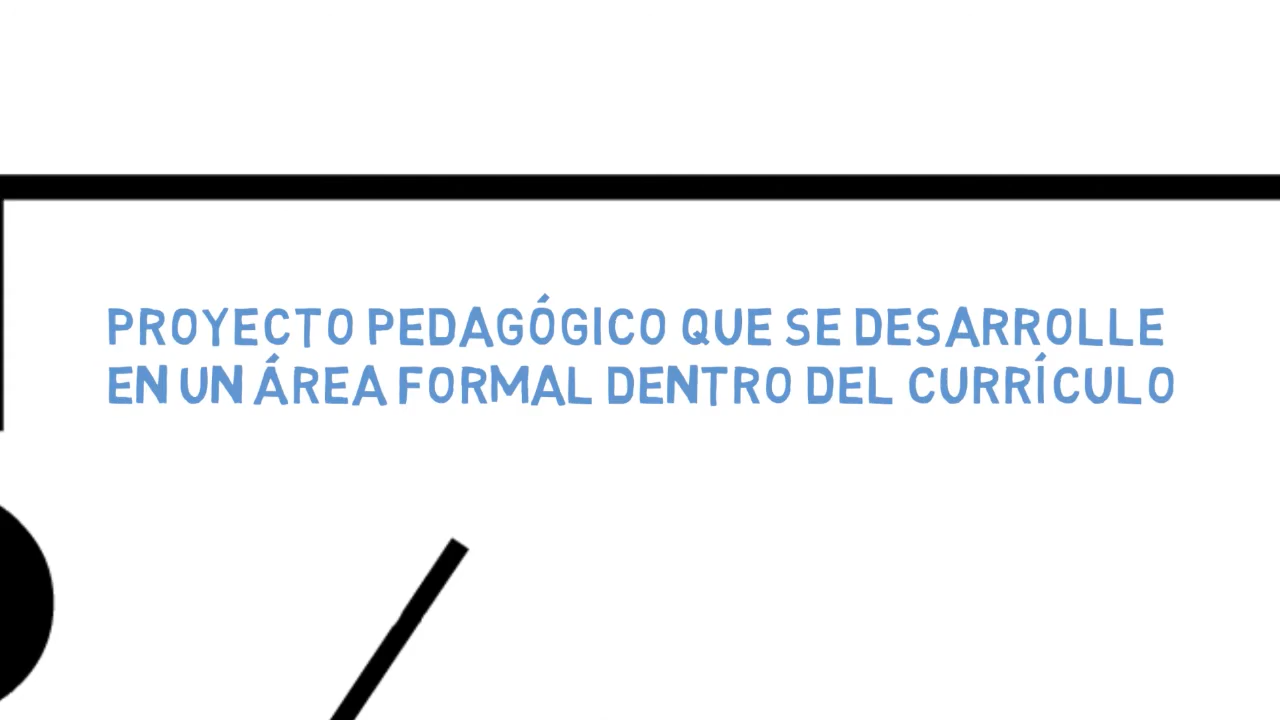 PROYECTO PEDAGÓGICO QUE SE DESARROLLE
EN UN ÁREA FORMAL DENTRO DEL CURRÍCULO